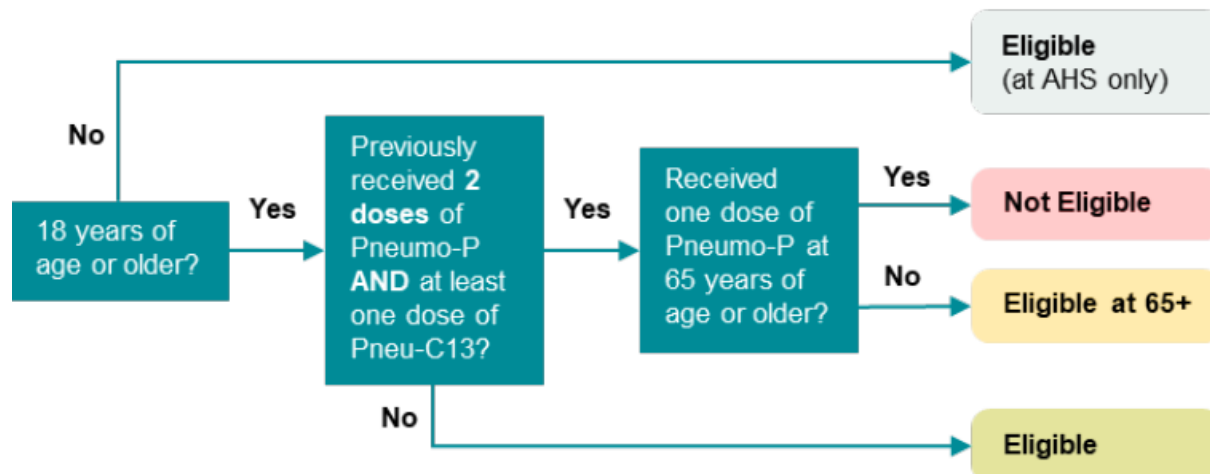 Eligible
(at AHS only)
No
18 years of
age or older?
Yes
Previously
received 2
doses of
Pneumo-P
AND at least
one dose of
Pneu-C13?
Yes
Received
one dose of
Pneumo-P at
65 years of
age or older?
Yes
Not Eligible
No
Eligible at 65+
No
Eligible